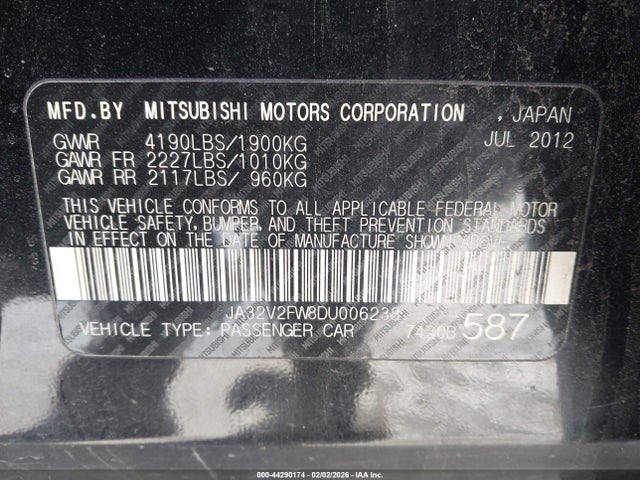 MFD.BY MITSUBISHI MOTORS CORPORATION , JAPAN
GVWR 4190LBS/1900KG JUL 2012
GAWR FR 2227LBS/1010KG
GAWR RR 2117LBS/ 960KG
THIS VEHICLE CONFORMS TO ALL APPLICABLE FEDERAL MOTOR
VEHICLE SAFETY, BUMPER, AND THEFT PREVENTION STANDARDS
IN EFFECT ON THE DATE OF MANUFACTURE SHOWN ABOVE.
JA32V2FW8DU006238
VEHICLE TYPE: PASSENGER CAR 7430B 587
000-44290174 - 02/02/2026 - IAA Inc.